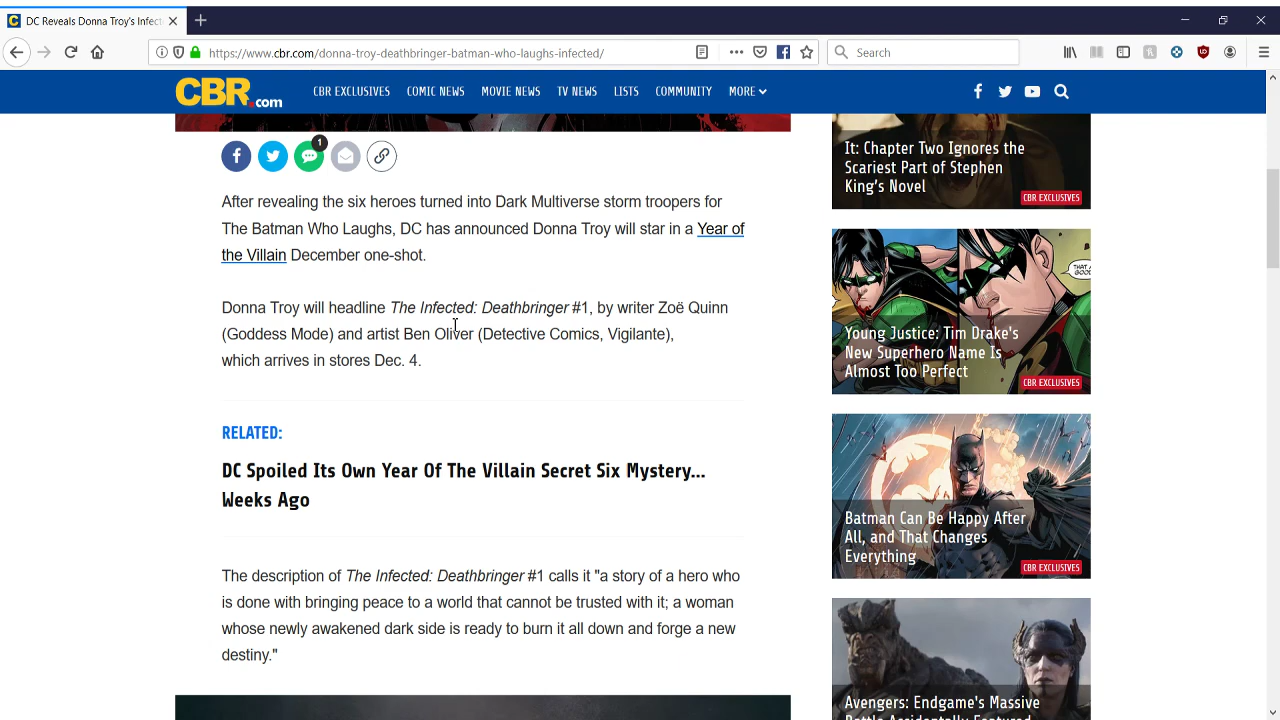 DC Reveals Donna Troy's Infect
https://www.cbr.com/donna-troy-deathbringer-batman-who-laughs-infected/
Search
CBR.com
CBR EXCLUSIVES
COMIC NEWS
MOVIE NEWS
TV NEWS
LISTS
COMMUNITY
MORE
1
After revealing the six heroes turned into Dark Multiverse storm troopers for
The Batman Who Laughs, DC has announced Donna Troy will star in a Year of
the Villain December one-shot.
Donna Troy will headline The Infected: Deathbringer #1, by writer Zoë Quinn
(Goddess Mode) and artist Ben Oliver (Detective Comics, Vigilante),
which arrives in stores Dec. 4.
RELATED:
DC Spoiled Its Own Year Of The Villain Secret Six Mystery...
Weeks Ago
The description of The Infected: Deathbringer #1 calls it "a story of a hero who
is done with bringing peace to a world that cannot be trusted with it; a woman
whose newly awakened dark side is ready to burn it all down and forge a new
destiny."
It: Chapter Two Ignores the
Scariest Part of Stephen
King's Novel
CBR EXCLUSIVES
Young Justice: Tim Drake's
New Superhero Name Is
Almost Too Perfect
CBR EXCLUSIVES
Batman Can Be Happy After
All, and That Changes
Everything
CBR EXCLUSIVES
Avengers: Endgame's Massive
Battle Accidentally Featured